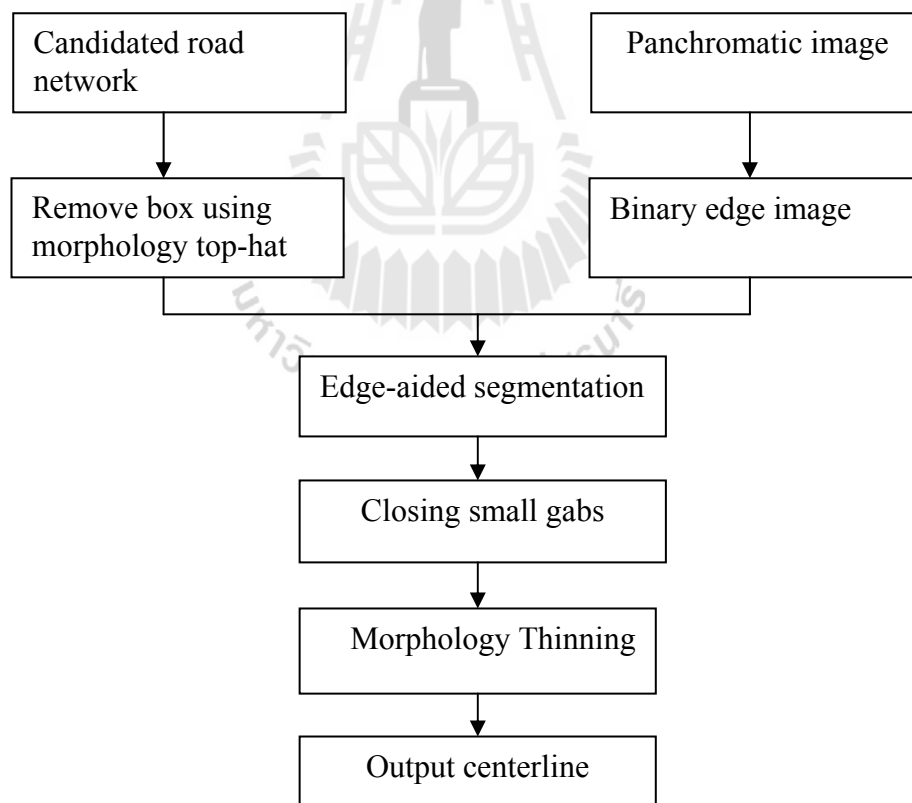 Candidated road
network
Panchromatic image
Remove box using
morphology top-hat
Binary edge image
Edge-aided segmentation
Closing small gabs
Morphology Thinning
Output centerline